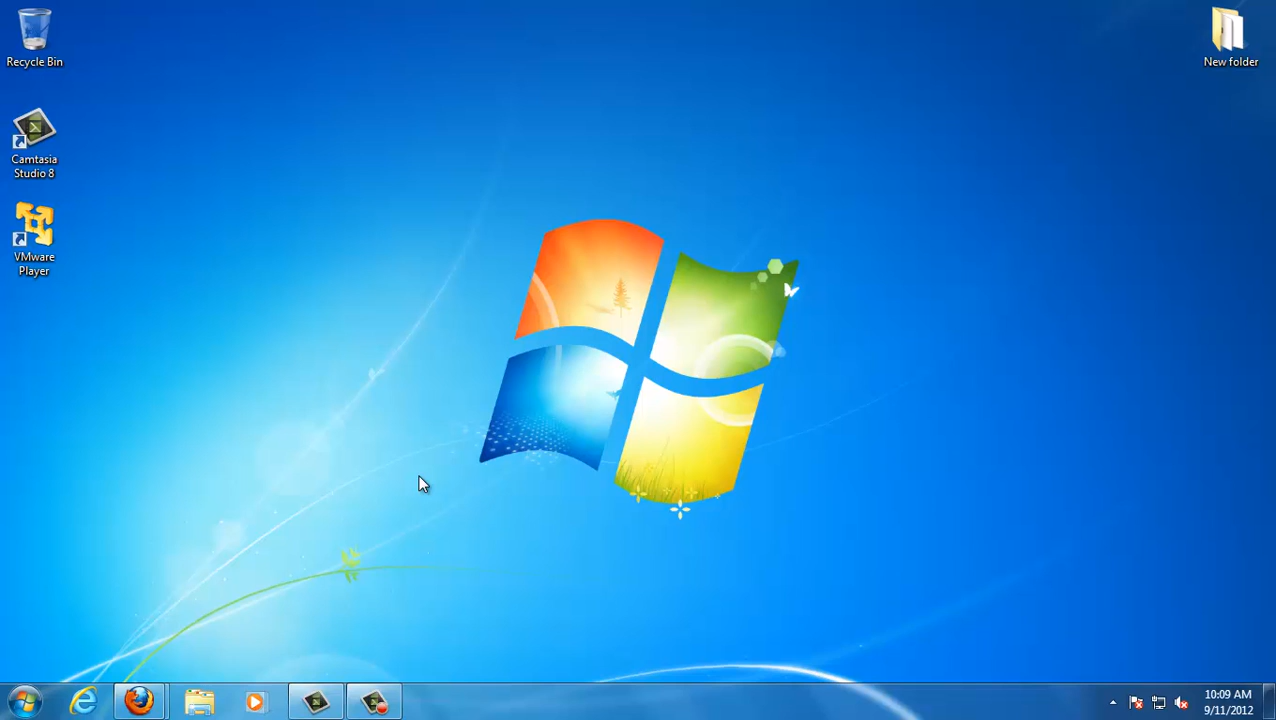 Recycle Bin
New folder
Camtasia
Studio 8
VMware
Player
10:09 AM
9/11/2012